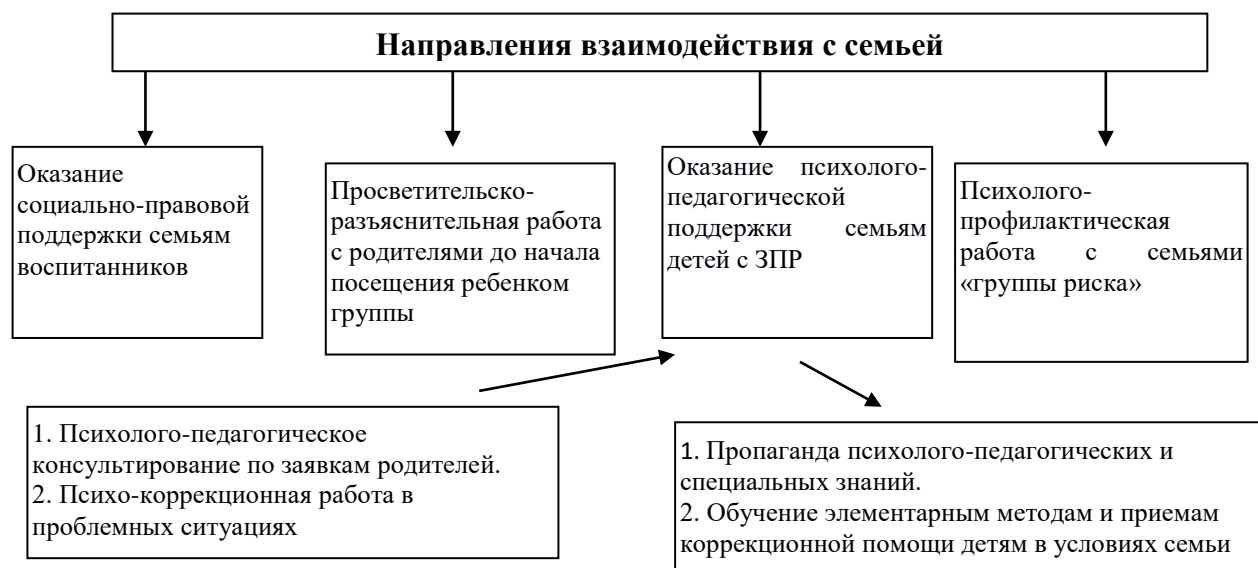 Направления взаимодействия с семьей
Оказание
социально-правовой
поддержки семьям
воспитанников
Просветительско-
разъяснительная работа
с родителями до начала
посещения ребенком
группы
Оказание психолого-
педагогической
поддержки семьям
детей с ЗПР
Психолого-
профилактическая
работа с семьями
«группы риска»
1. Психолого-педагогическое
консультирование по заявкам родителей.
2. Психо-коррекционная работа в
проблемных ситуациях
1. Пропаганда психолого-педагогических и
специальных знаний.
2. Обучение элементарным методам и приемам
коррекционной помощи детям в условиях семьи